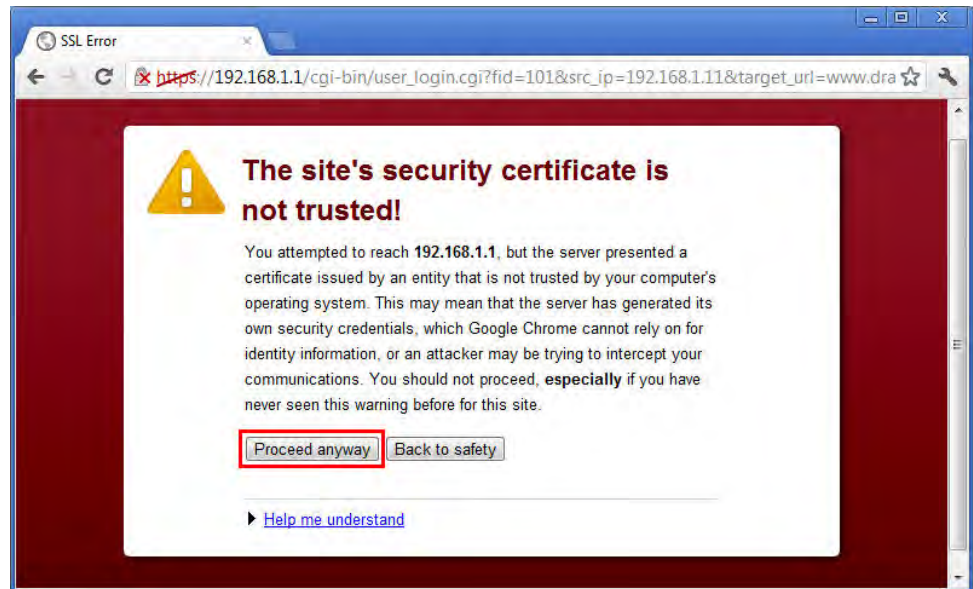 SSL Error
https://192.168.1.1/cgi-bin/user_login.cgi?fid=101&src_ip=192.168.1.11&target_url=www.dra
The site's security certificate is
not trusted!
You attempted to reach 192.168.1.1, but the server presented a
certificate issued by an entity that is not trusted by your computer's
operating system. This may mean that the server has generated its
own security credentials, which Google Chrome cannot rely on for
identity information, or an attacker may be trying to intercept your
communications. You should not proceed, especially if you have
never seen this warning before for this site.
Proceed anyway Back to safety
Help me understand